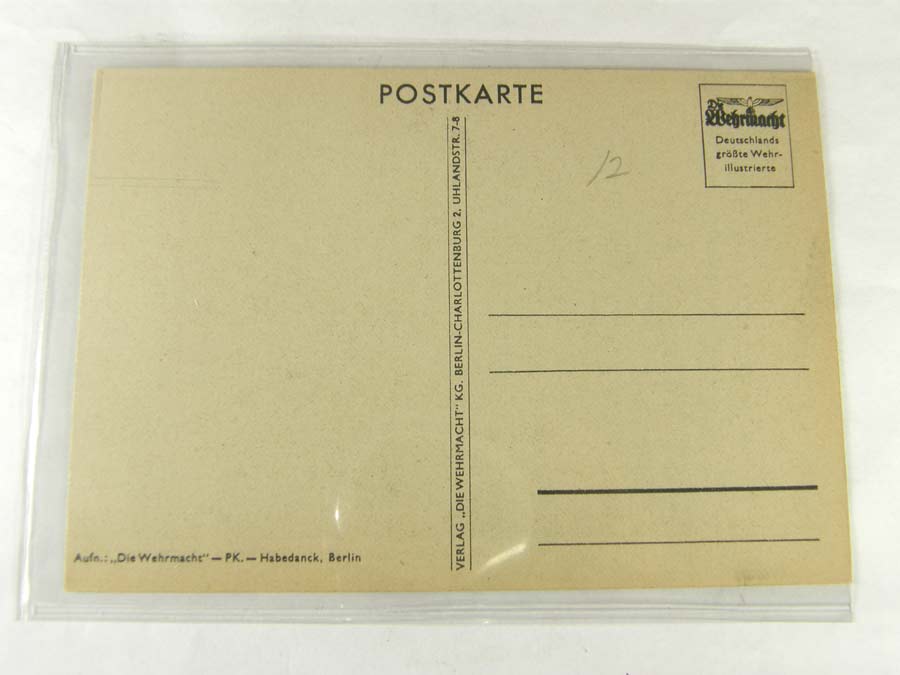 POSTKARTE
Die
Wehrmacht
Deutschlands
größte Wehr-
illustrierte
12
VERLAG „DIE WEHRMACHT" KG. BERLIN-CHARLOTTENBURG 2, UHLANDSTR. 7-8
Aufn.: „Die Wehrmacht" — PK. — Habedanck, Berlin